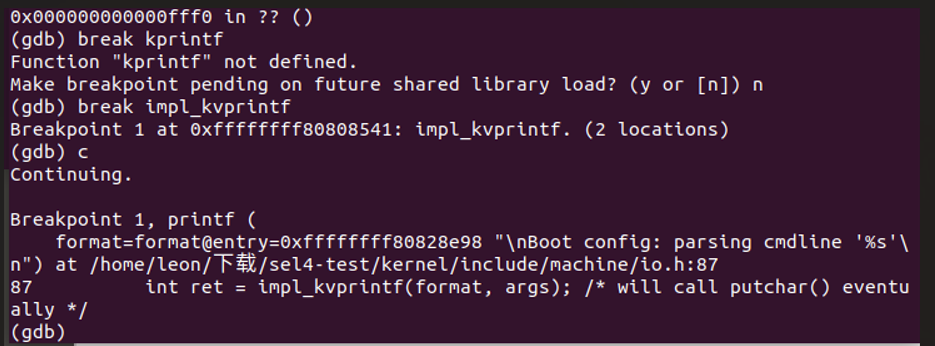 0x000000000000fff0 in ?? ()
(gdb) break kprintf
Function "kprintf" not defined.
Make breakpoint pending on future shared library load? (y or [n]) n
(gdb) break impl_kvprintf
Breakpoint 1 at 0xffffffff80808541: impl_kvprintf. (2 locations)
(gdb) c
Continuing.

Breakpoint 1, printf (
    format=format@entry=0xffffffff80828e98 "\nBoot config: parsing cmdline '%s'\
n") at /home/leon/下载/sel4-test/kernel/include/machine/io.h:87
87          int ret = impl_kvprintf(format, args); /* will call putchar() eventu
ally */
(gdb)